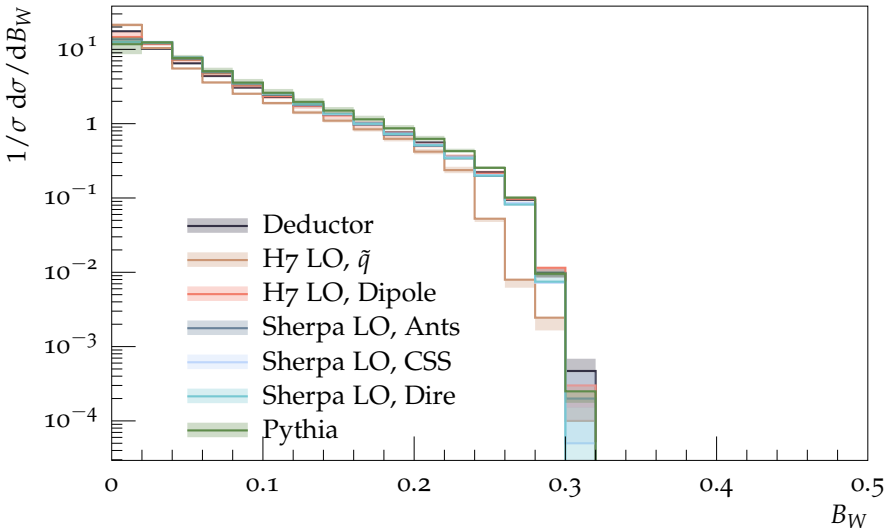 1/σ dσ/dB_W
10^1
1
10^−1
10^−2
10^−3
10^−4
Deductor
H7 LO, q̃
H7 LO, Dipole
Sherpa LO, Ants
Sherpa LO, CSS
Sherpa LO, Dire
Pythia
0 0.1 0.2 0.3 0.4 0.5
B_W